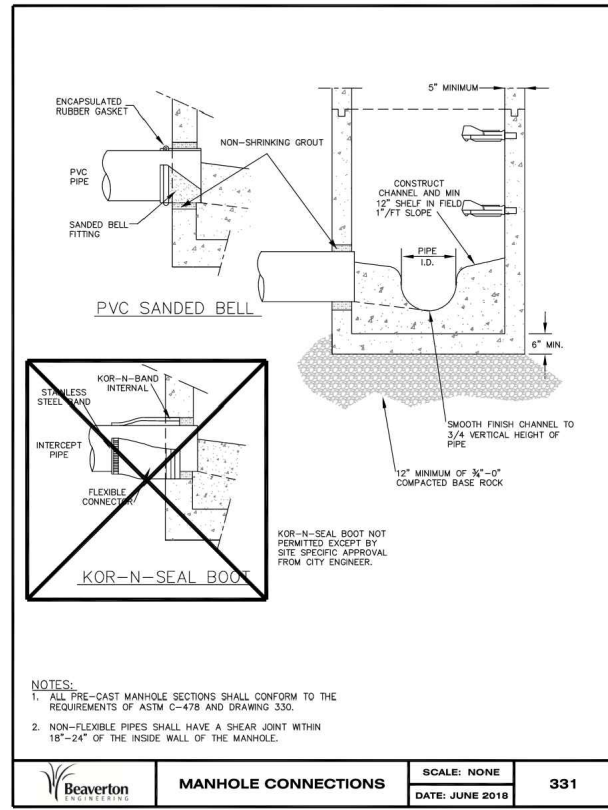 5" MINIMUM
ENCAPSULATED
RUBBER GASKET
NON-SHRINKING GROUT
PVC
PIPE
CONSTRUCT
CHANNEL AND MIN
12" SHELF IN FIELD
1"/FT SLOPE
SANDED BELL
FITTING
PIPE
I.D.
PVC SANDED BELL
6" MIN.
KOR-N-BAND
INTERNAL
STAINLESS
STEEL BAND
INTERCEPT
PIPE
FLEXIBLE
CONNECTOR
KOR-N-SEAL BOOT
SMOOTH FINISH CHANNEL TO
3/4 VERTICAL HEIGHT OF
PIPE
12" MINIMUM OF ¾"-0"
COMPACTED BASE ROCK
KOR-N-SEAL BOOT NOT
PERMITTED EXCEPT BY
SITE SPECIFIC APPROVAL
FROM CITY ENGINEER.
NOTES:
1. ALL PRE-CAST MANHOLE SECTIONS SHALL CONFORM TO THE
REQUIREMENTS OF ASTM C-478 AND DRAWING 330.
2. NON-FLEXIBLE PIPES SHALL HAVE A SHEAR JOINT WITHIN
18"-24" OF THE INSIDE WALL OF THE MANHOLE.
Beaverton
ENGINEERING
MANHOLE CONNECTIONS
SCALE: NONE
DATE: JUNE 2018
331